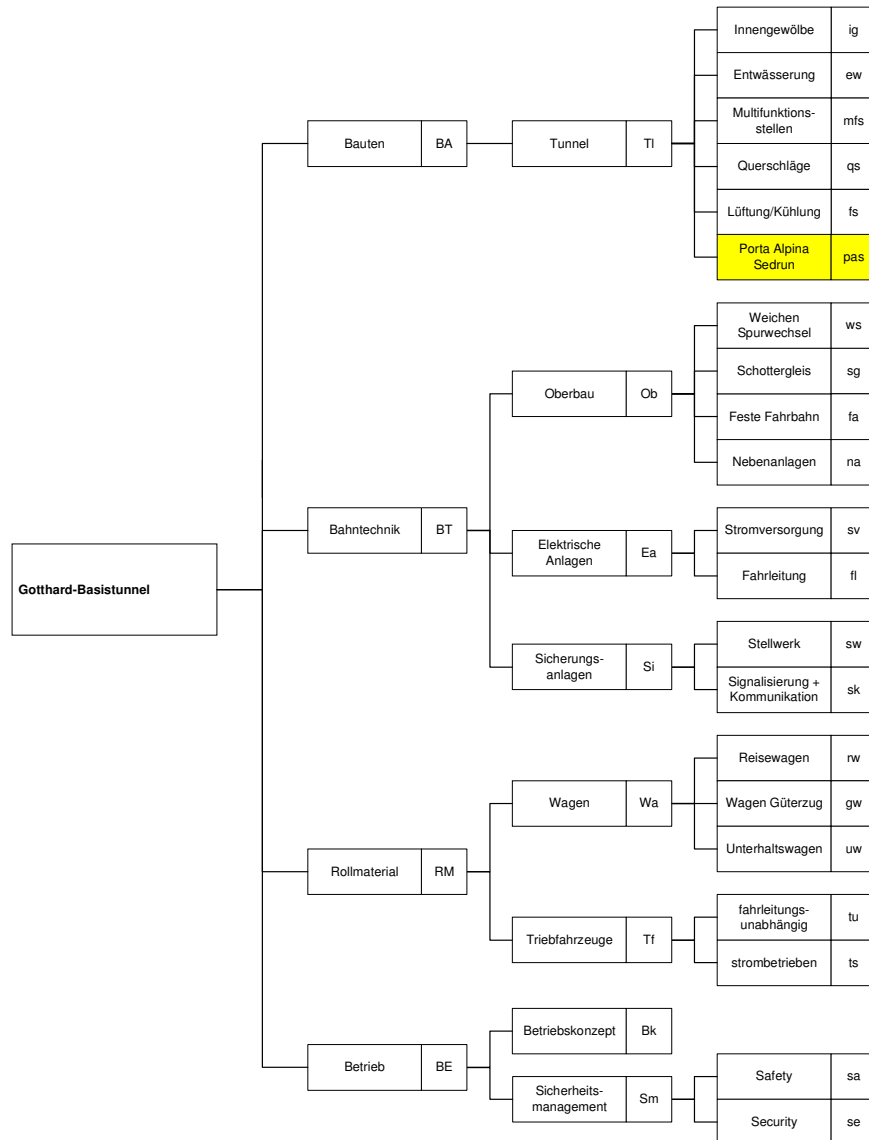 Innengewölbe ig
Entwässerung ew
Multifunktions-
stellen mfs
Bauten BA Tunnel Tl
Querschläge qs
Lüftung/Kühlung fs
Porta Alpina
Sedrun pas
Weichen
Spurwechsel ws
Schottergleis sg
Oberbau Ob
Feste Fahrbahn fa
Nebenanlagen na
Stromversorgung sv
Bahntechnik BT
Elektrische
Anlagen Ea
Fahrleitung fl
Gotthard-Basistunnel
Stellwerk sw
Sicherungs-
anlagen Si
Signalisierung +
Kommunikation sk
Reisewagen rw
Wagen Wa
Wagen Güterzug gw
Unterhaltswagen uw
Rollmaterial RM
fahrleitungs-
unabhängig tu
Triebfahrzeuge Tf
strombetrieben ts
Betriebskonzept Bk
Betrieb BE
Safety sa
Sicherheits-
management Sm
Security se